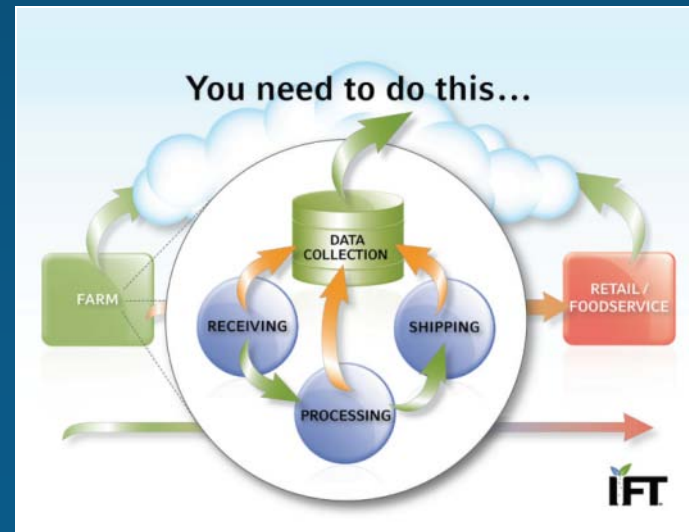 You need to do this...
DATA
COLLECTION
FARM
RETAIL /
FOODSERVICE
RECEIVING
SHIPPING
PROCESSING
IFT